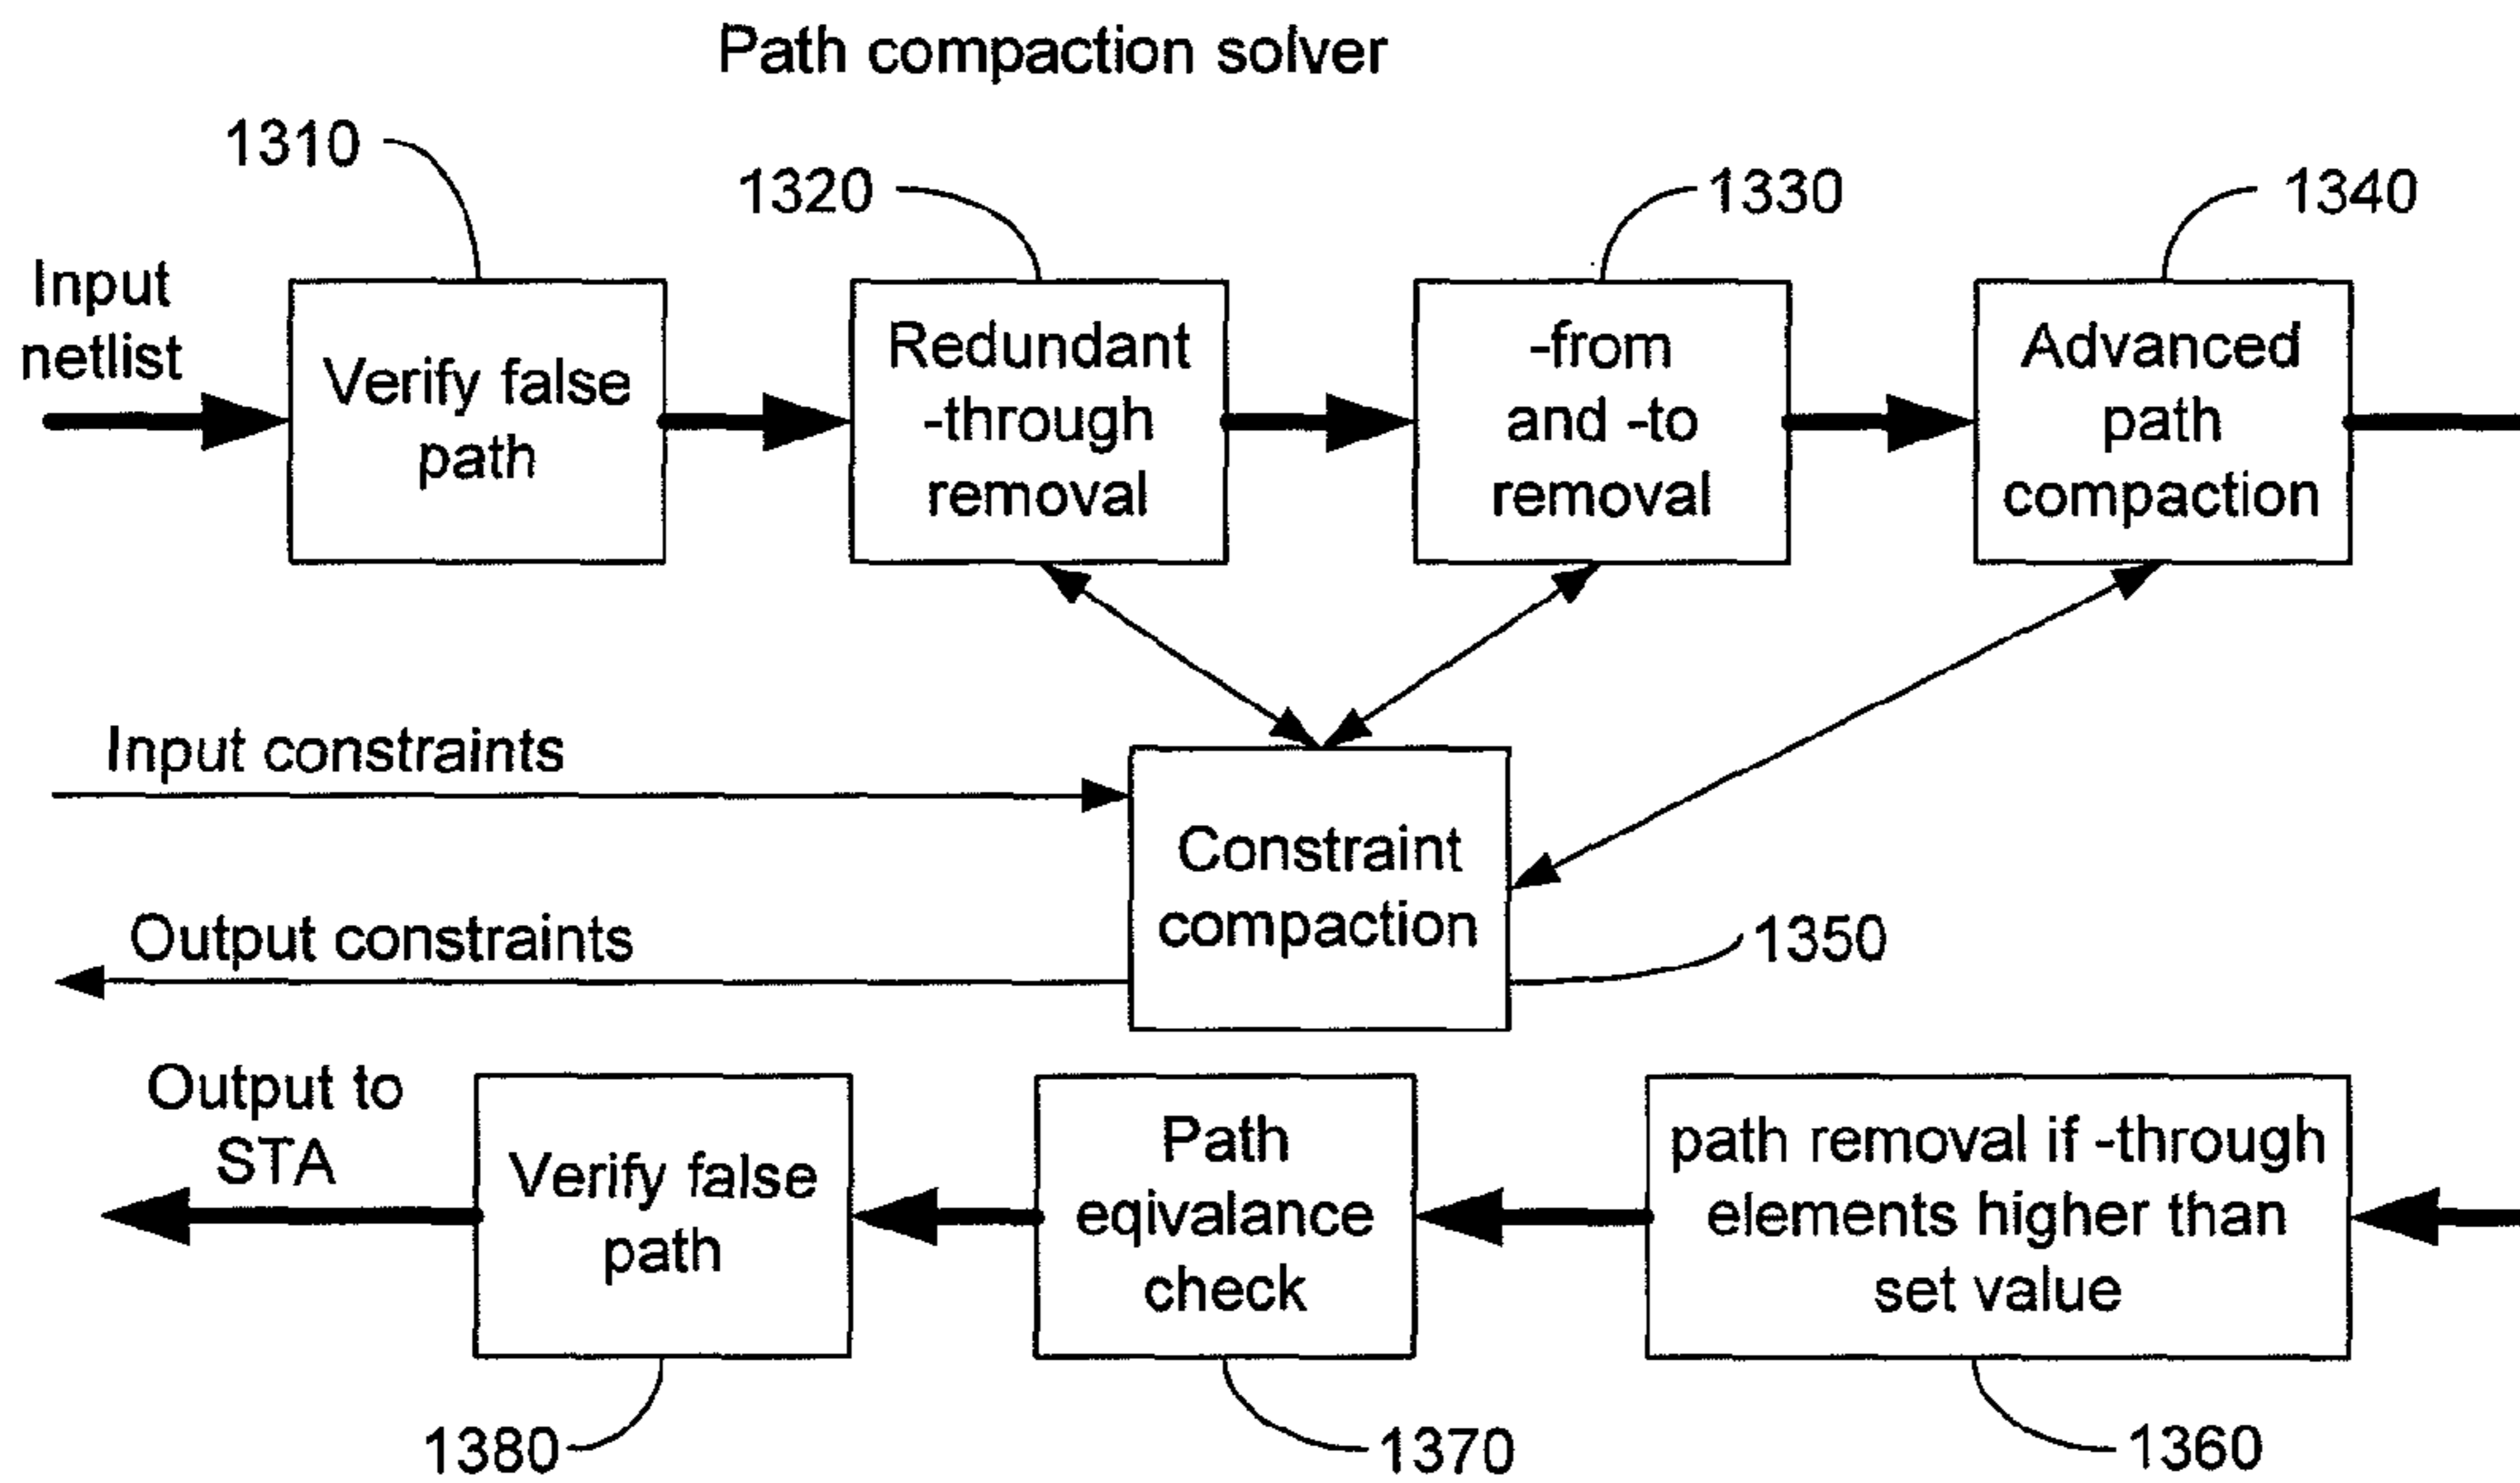 Path compaction solver
1310
1320
1330
1340
Input
netlist
Verify false
path
Redundant
-through
removal
-from
and -to
removal
Advanced
path
compaction
Input constraints
Constraint
compaction
Output constraints
1350
Output to
STA
Verify false
path
Path
eqivalance
check
path removal if -through
elements higher than
set value
1380
1370
1360